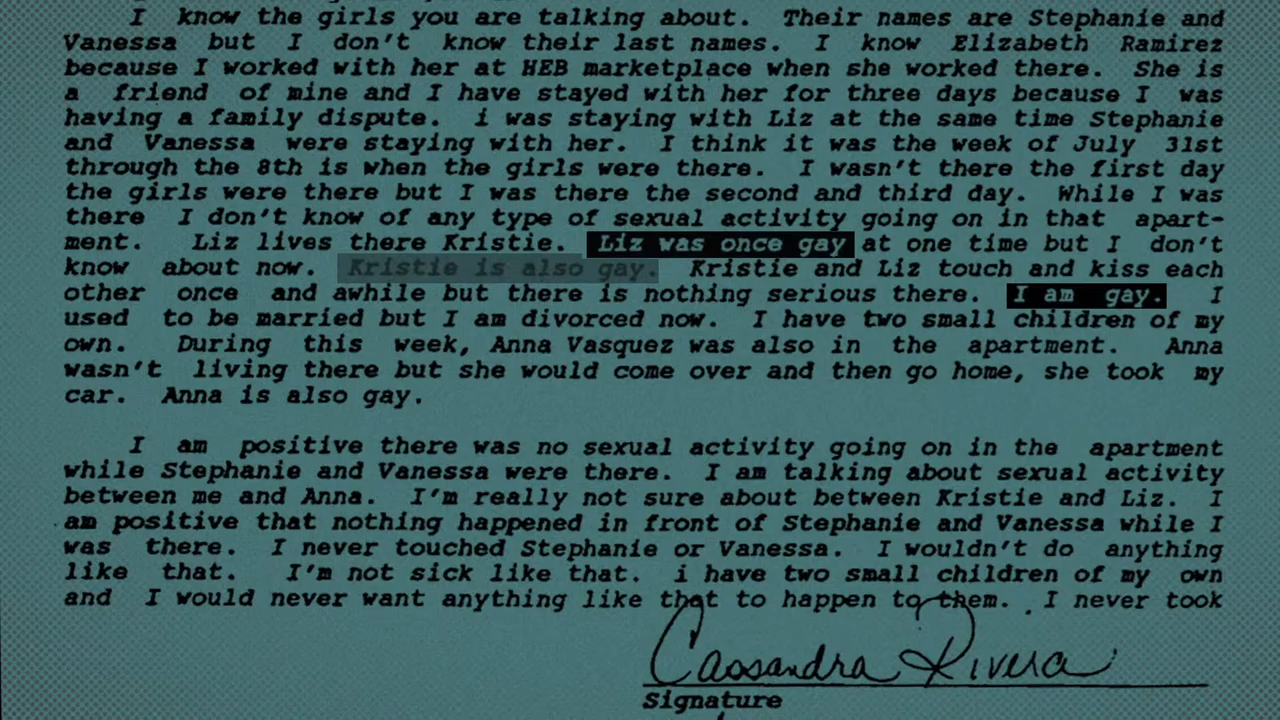 I know the girls you are talking about. Their names are Stephanie and
Vanessa but I don't know their last names. I know Elizabeth Ramirez
because I worked with her at HEB marketplace when she worked there. She is
a friend of mine and I have stayed with her for three days because I was
having a family dispute. i was staying with Liz at the same time Stephanie
and Vanessa were staying with her. I think it was the week of July 31st
through the 8th is when the girls were there. I wasn't there the first day
the girls were there but I was there the second and third day. While I was
there I don't know of any type of sexual activity going on in that apart-
ment. Liz lives there Kristie. Liz was once gay at one time but I don't
know about now. Kristie is also gay. Kristie and Liz touch and kiss each
other once and awhile but there is nothing serious there. I am gay. I
used to be married but I am divorced now. I have two small children of my
own. During this week, Anna Vasquez was also in the apartment. Anna
wasn't living there but she would come over and then go home, she took my
car. Anna is also gay.
I am positive there was no sexual activity going on in the apartment
while Stephanie and Vanessa were there. I am talking about sexual activity
between me and Anna. I'm really not sure about between Kristie and Liz. I
am positive that nothing happened in front of Stephanie and Vanessa while I
was there. I never touched Stephanie or Vanessa. I wouldn't do anything
like that. I'm not sick like that. i have two small children of my own
and I would never want anything like that to happen to them. I never took
Cassandra Rivera
Signature